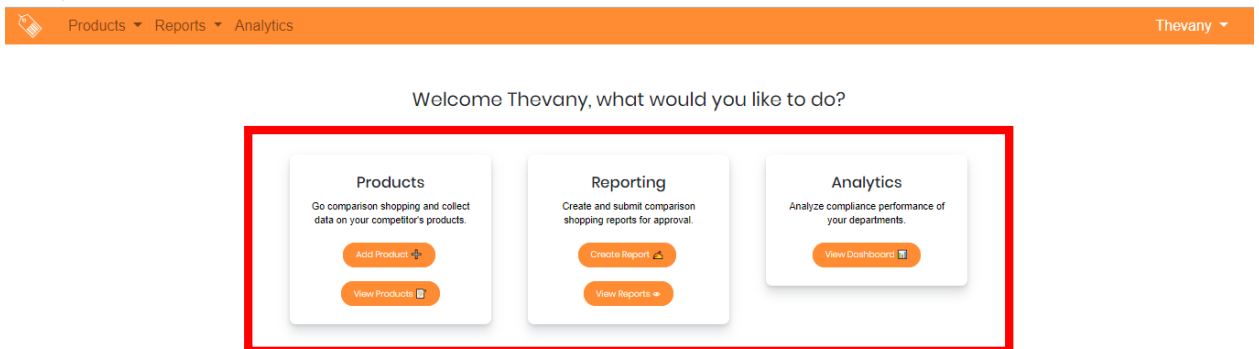 Products Reports Analytics Thevany
Welcome Thevany, what would you like to do?
Products
Go comparison shopping and collect
data on your competitor's products.
Add Product
View Products
Reporting
Create and submit comparison
shopping reports for approval.
Create Report
View Reports
Analytics
Analyze compliance performance of
your departments.
View Dashboard